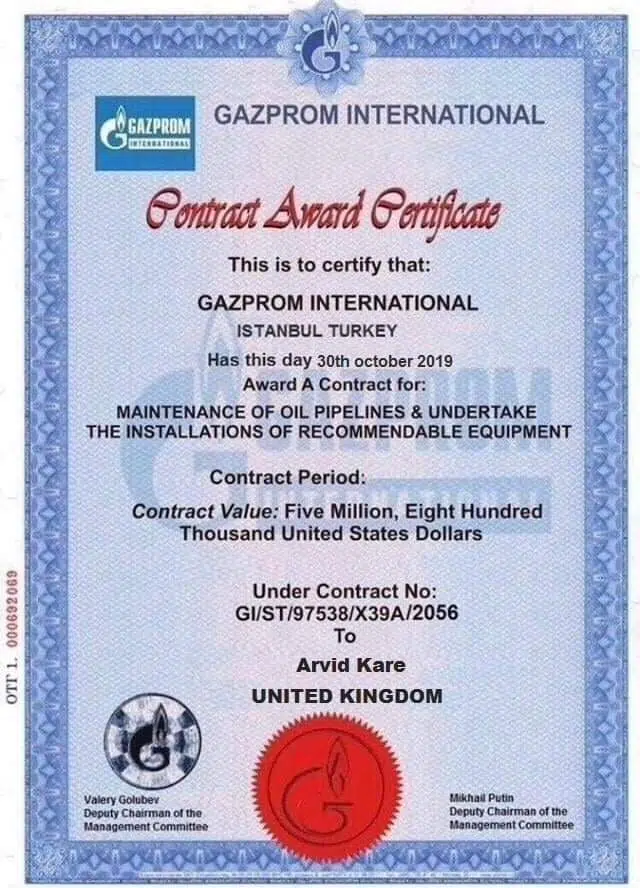 GAZPROM INTERNATIONAL
GAZPROM
INTERNATIONAL
Contract Award Certificate
This is to certify that:
GAZPROM INTERNATIONAL
ISTANBUL TURKEY
Has this day 30th october 2019
Award A Contract for:
MAINTENANCE OF OIL PIPELINES & UNDERTAKE
THE INSTALLATIONS OF RECOMMENDABLE EQUIPMENT
GAZPROM
INTERNATIONAL
Contract Period:
Contract Value: Five Million, Eight Hundred
Thousand United States Dollars
Under Contract No:
GI/ST/97538/X39A/2056
To
Arvid Kare
UNITED KINGDOM
ОТГ 1. 000692069
Valery Golubev
Deputy Chairman of the
Management Committee
Mikhail Putin
Deputy Chairman of the
Management Committee